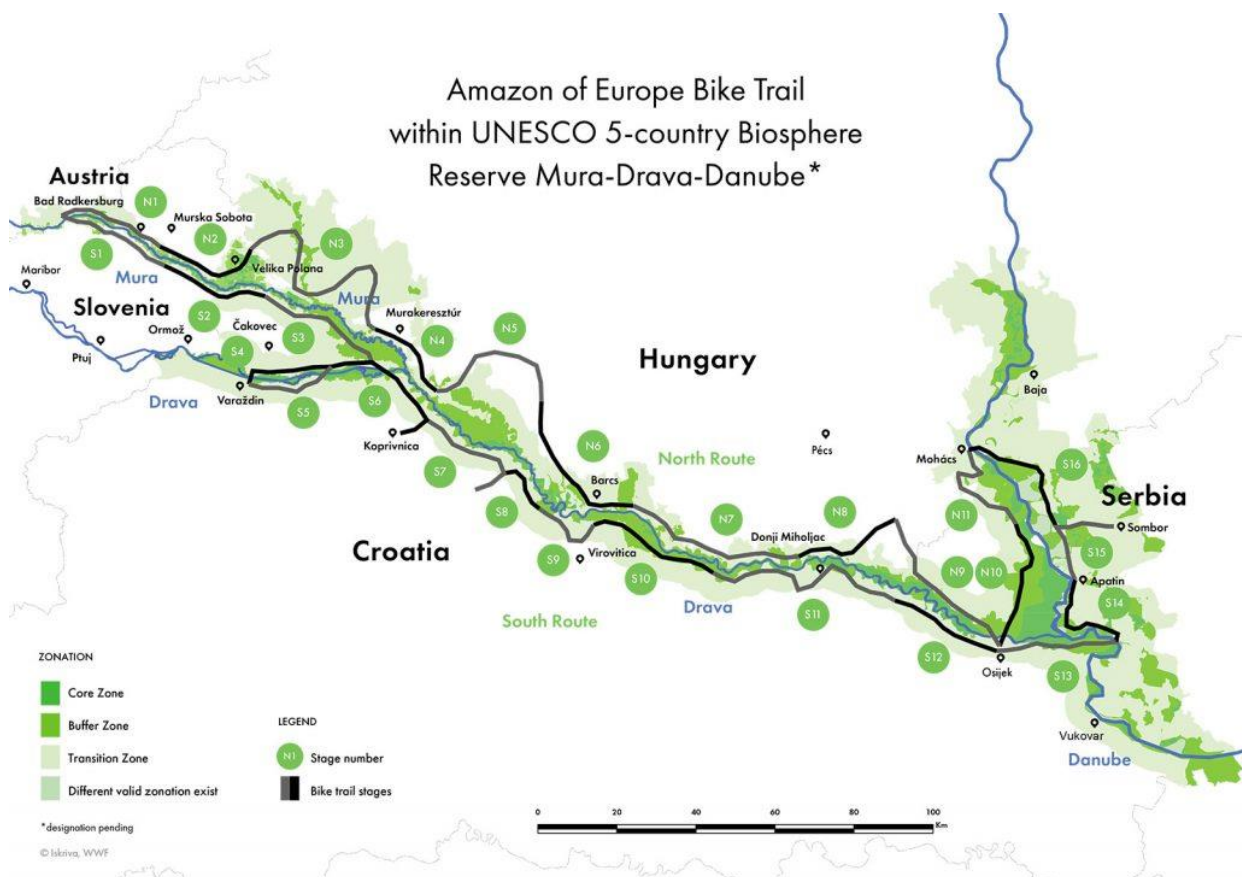 Amazon of Europe Bike Trail
within UNESCO 5-country Biosphere
Reserve Mura-Drava-Danube*
Austria
Bad Radkersburg
N1
Murska Sobota
N2
N3
S1
Velika Polana
Maribor
Mura
Mura
Slovenia
S2
Murakeresztúr
Ormož
Čakovec
S3
N4
N5
Ptuj
S4
Hungary
Drava
Varaždin
S5
S6
Baja
Koprivnica
Pécs
S7
N6
North Route
Mohács
S16
Barcs
Serbia
S8
N7
Donji Miholjac
N8
N11
Sombor
Croatia
S9
Virovitica
S15
S10
N9
N10
Apatin
Drava
S11
S14
South Route
S12
Osijek
S13
Vukovar
Danube
ZONATION
Core Zone
Buffer Zone
Transition Zone
Different valid zonation exist
LEGEND
N1
Stage number
Bike trail stages
*designation pending
© Iskriva, WWF
0 20 40 60 80 100
Km